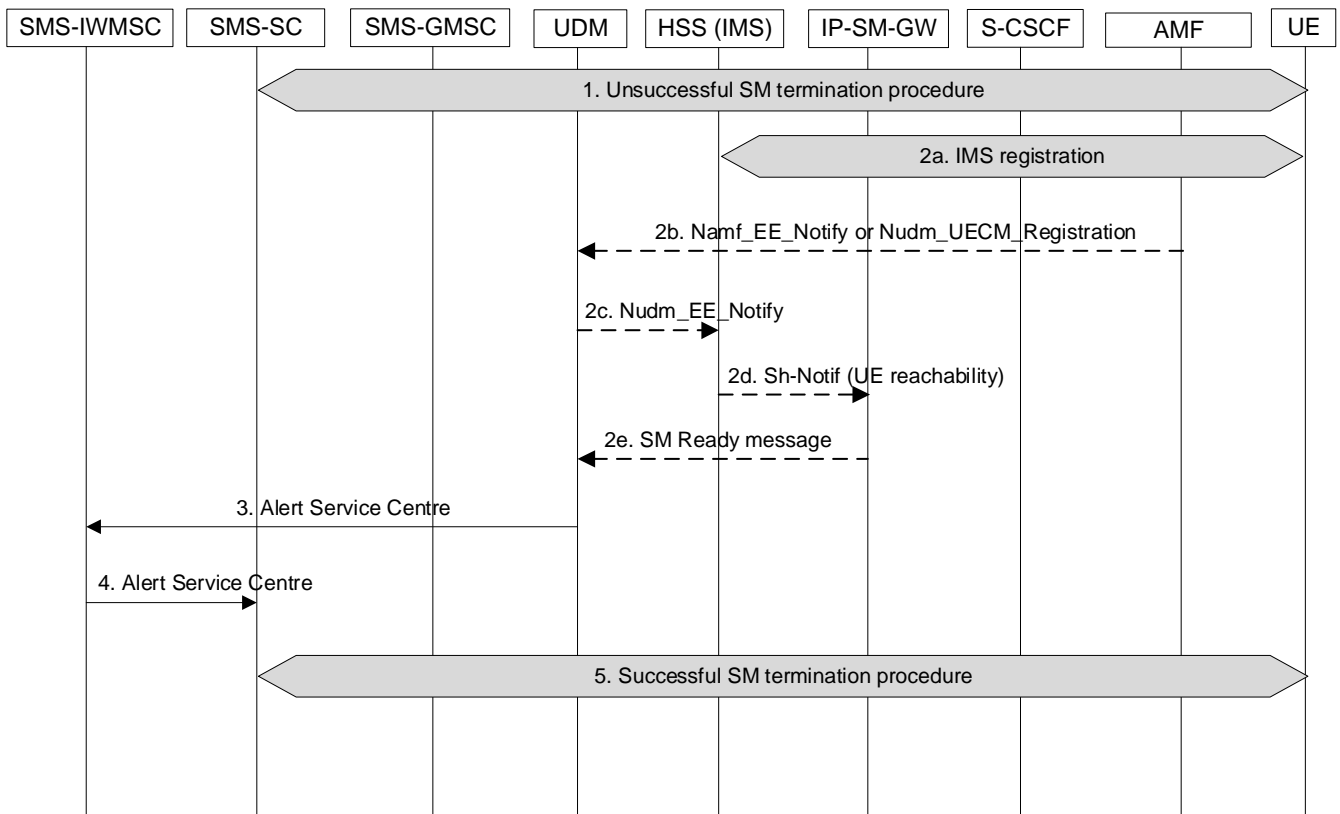 SMS-IWMSC SMS-SC SMS-GMSC UDM HSS (IMS) IP-SM-GW S-CSCF AMF UE
1. Unsuccessful SM termination procedure
2a. IMS registration
2b. Namf_EE_Notify or Nudm_UECM_Registration
2c. Nudm_EE_Notify
2d. Sh-Notif (UE reachability)
2e. SM Ready message
3. Alert Service Centre
4. Alert Service Centre
5. Successful SM termination procedure